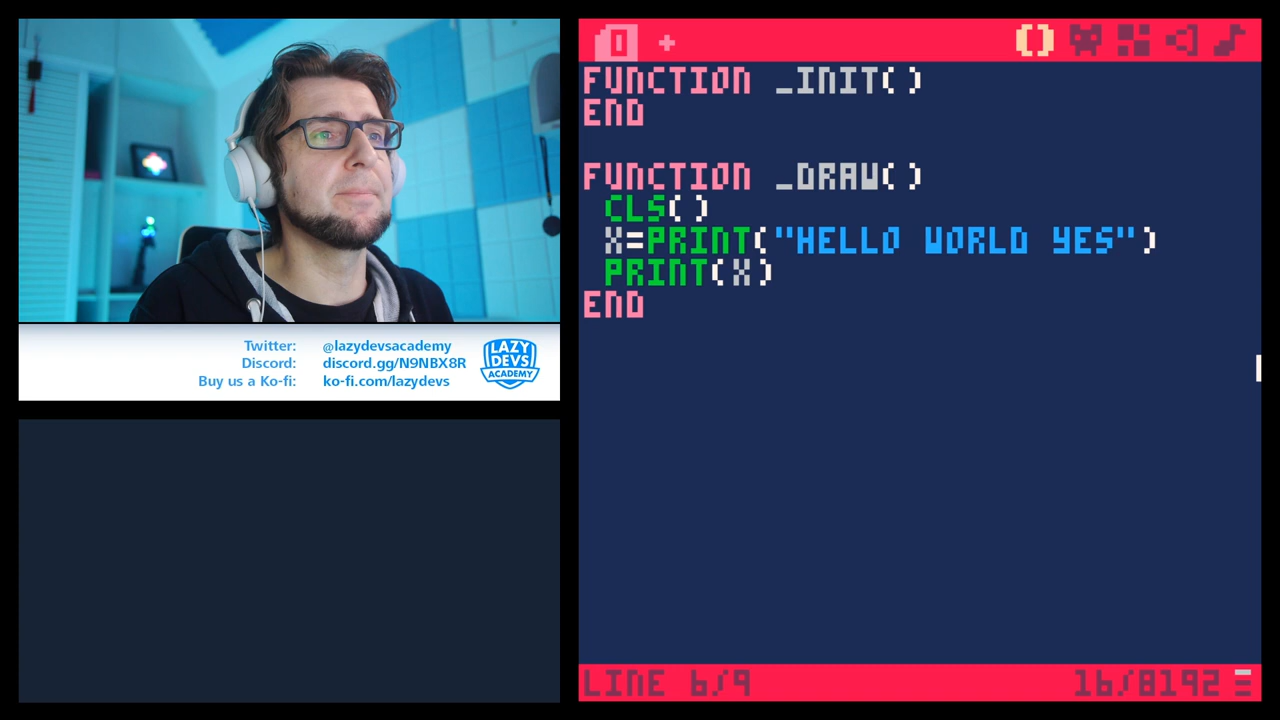 Twitter: @lazydevsacademy
Discord: discord.gg/N9NBX8R
Buy us a Ko-fi: ko-fi.com/lazydevs
LAZY
DEVS
ACADEMY
0 +
FUNCTION _INIT()
END
FUNCTION _DRAW()
CLS()
X=PRINT("HELLO WORLD YES")
PRINT(X)
END
LINE 6/9
16/8192